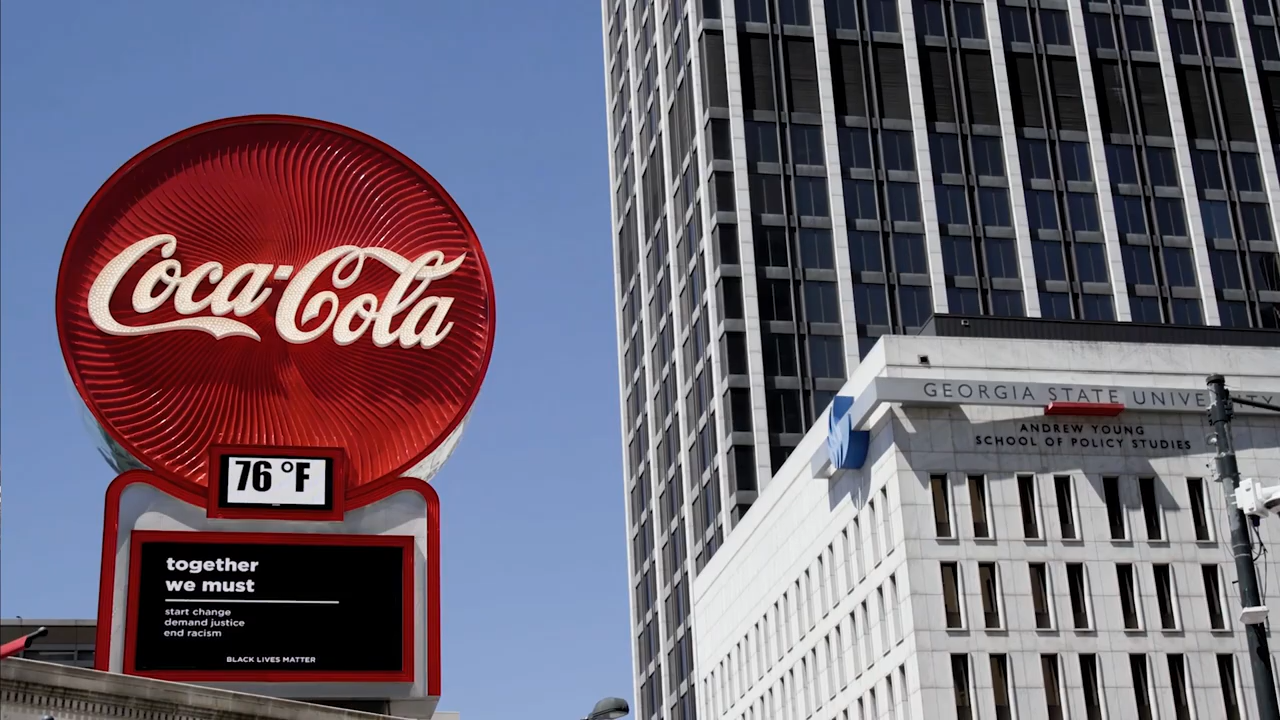 Coca-Cola
76 °F
together
we must
start change
demand justice
end racism
BLACK LIVES MATTER
GEORGIA STATE UNIVERSITY
ANDREW YOUNG
SCHOOL OF POLICY STUDIES